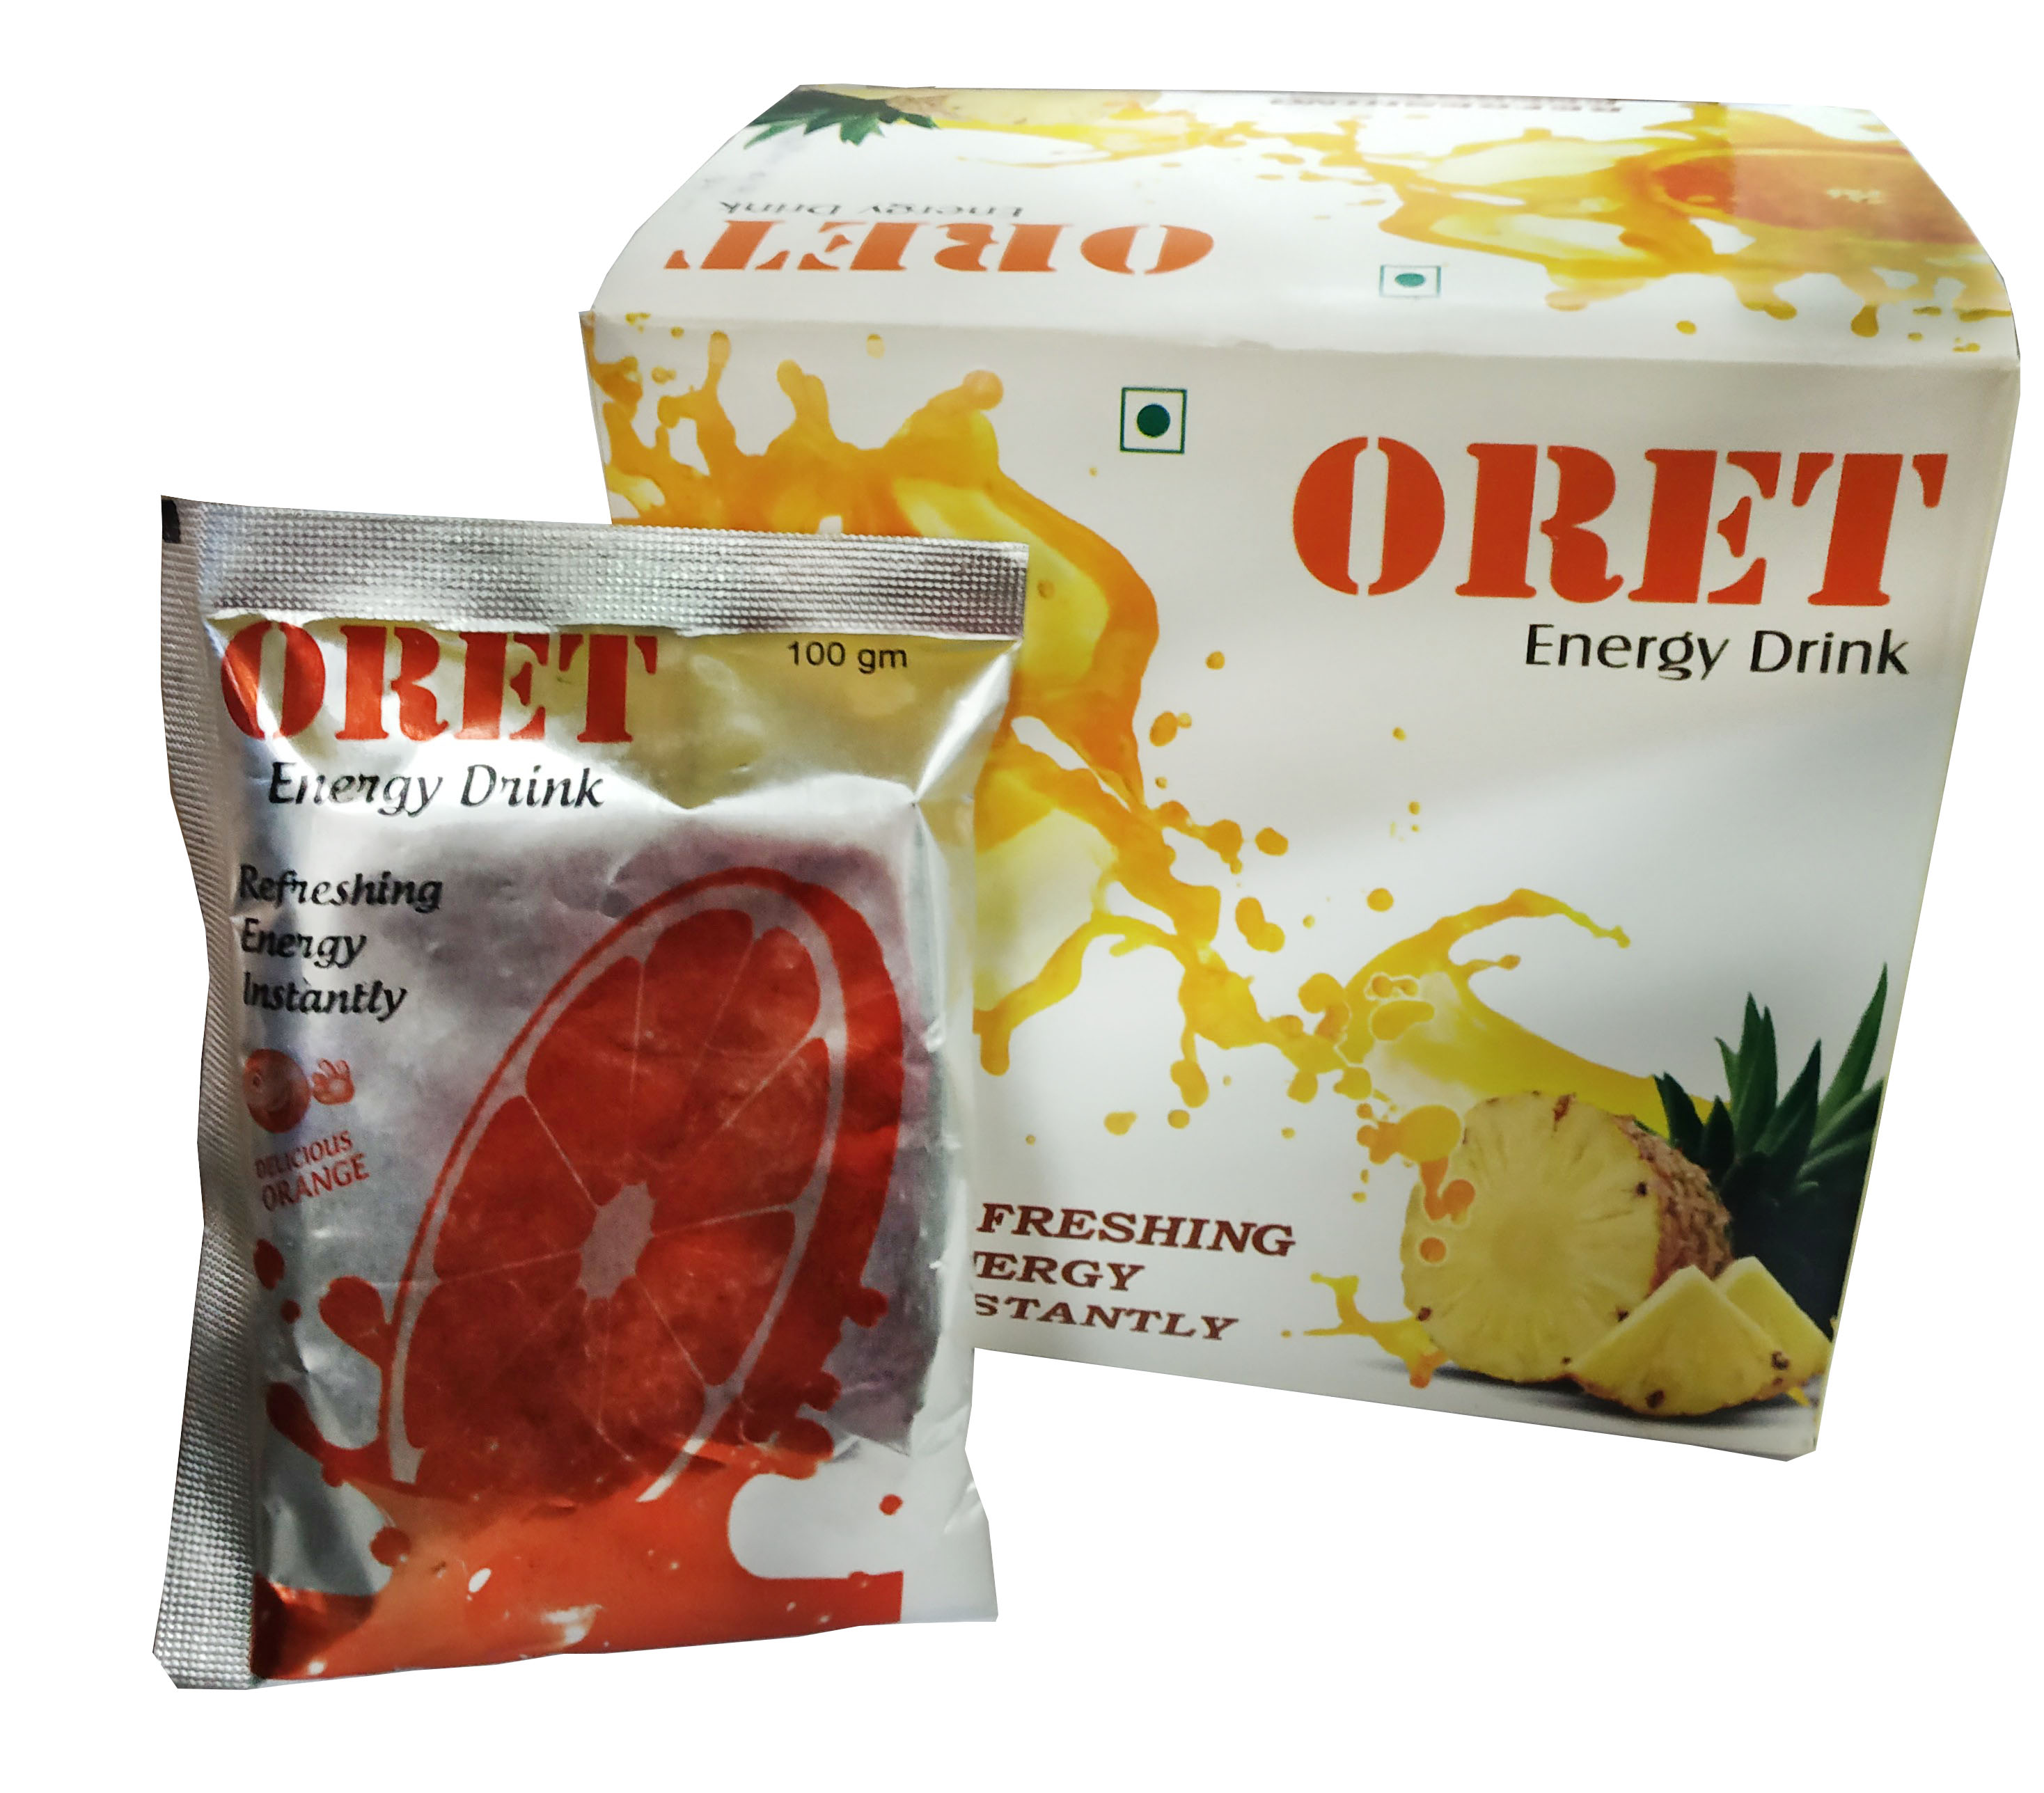 ORET
Energy Drink
ORET
Energy Drink
FRESHING
ERGY
STANTLY
ORET
100 gm
Energy Drink
Refreshing
Energy
Instantly
DELICIOUS
ORANGE